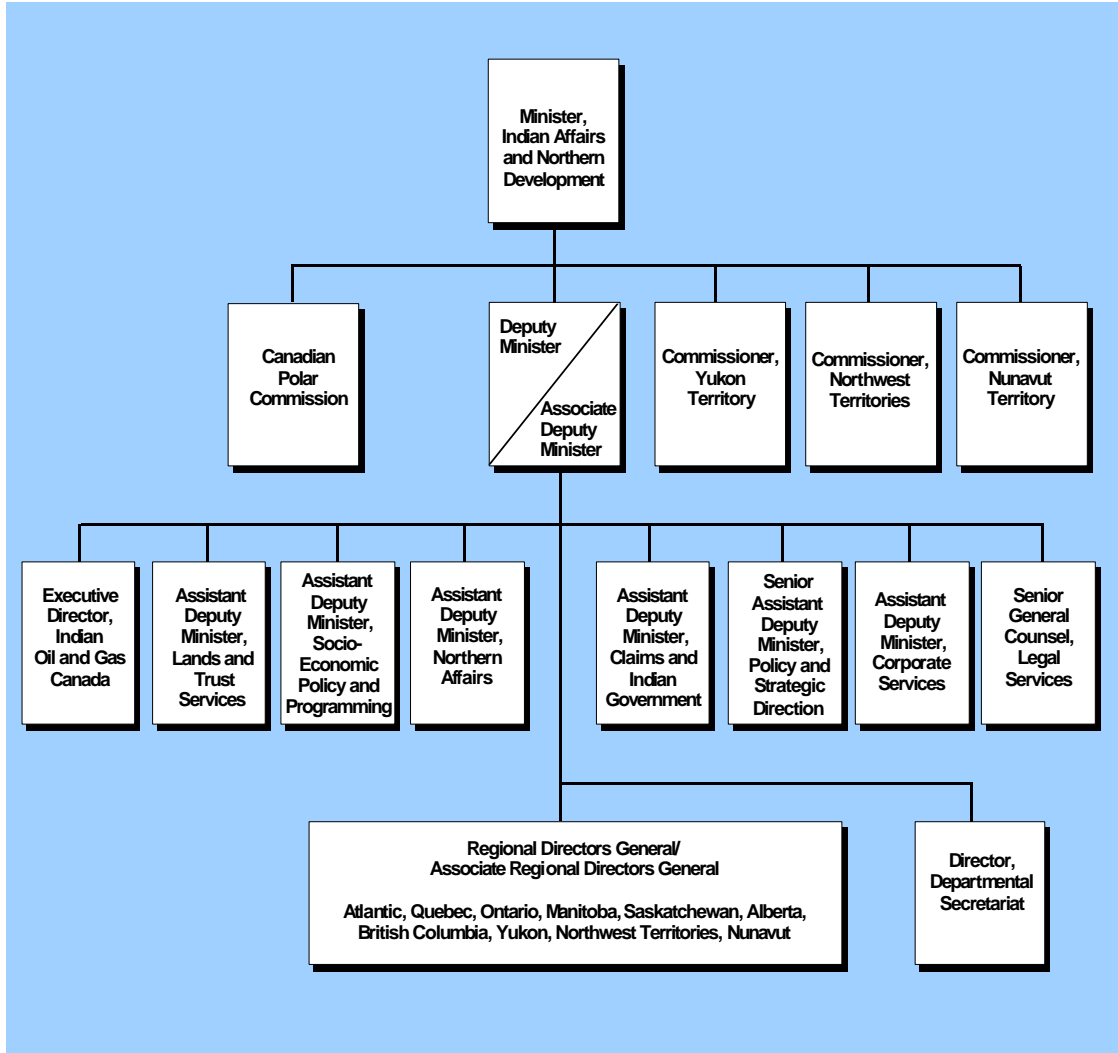 Minister,
Indian Affairs
and Northern
Development
Canadian
Polar
Commission
Deputy
Minister
Associate
Deputy
Minister
Commissioner,
Yukon
Territory
Commissioner,
Northwest
Territories
Commissioner,
Nunavut
Territory
Executive
Director,
Indian
Oil and Gas
Canada
Assistant
Deputy
Minister,
Lands and
Trust
Services
Assistant
Deputy
Minister,
Socio-
Economic
Policy and
Programming
Assistant
Deputy
Minister,
Northern
Affairs
Assistant
Deputy
Minister,
Claims and
Indian
Government
Senior
Assistant
Deputy
Minister,
Policy and
Strategic
Direction
Assistant
Deputy
Minister,
Corporate
Services
Senior
General
Counsel,
Legal
Services
Regional Directors General/
Associate Regional Directors General
Atlantic, Quebec, Ontario, Manitoba, Saskatchewan, Alberta,
British Columbia, Yukon, Northwest Territories, Nunavut
Director,
Departmental
Secretariat